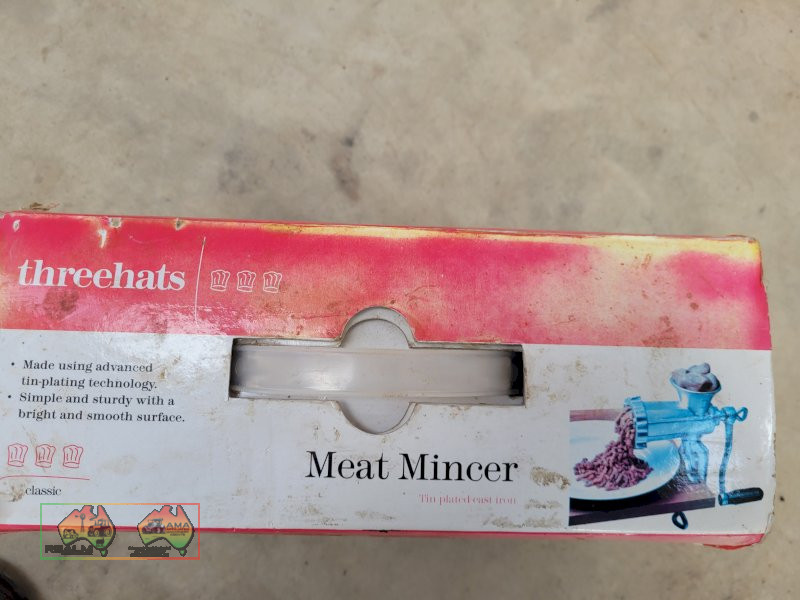 threehats
• Made using advanced
tin-plating technology.
• Simple and sturdy with a
bright and smooth surface.
Meat Mincer
Tin plated cast iron
classic
AMA